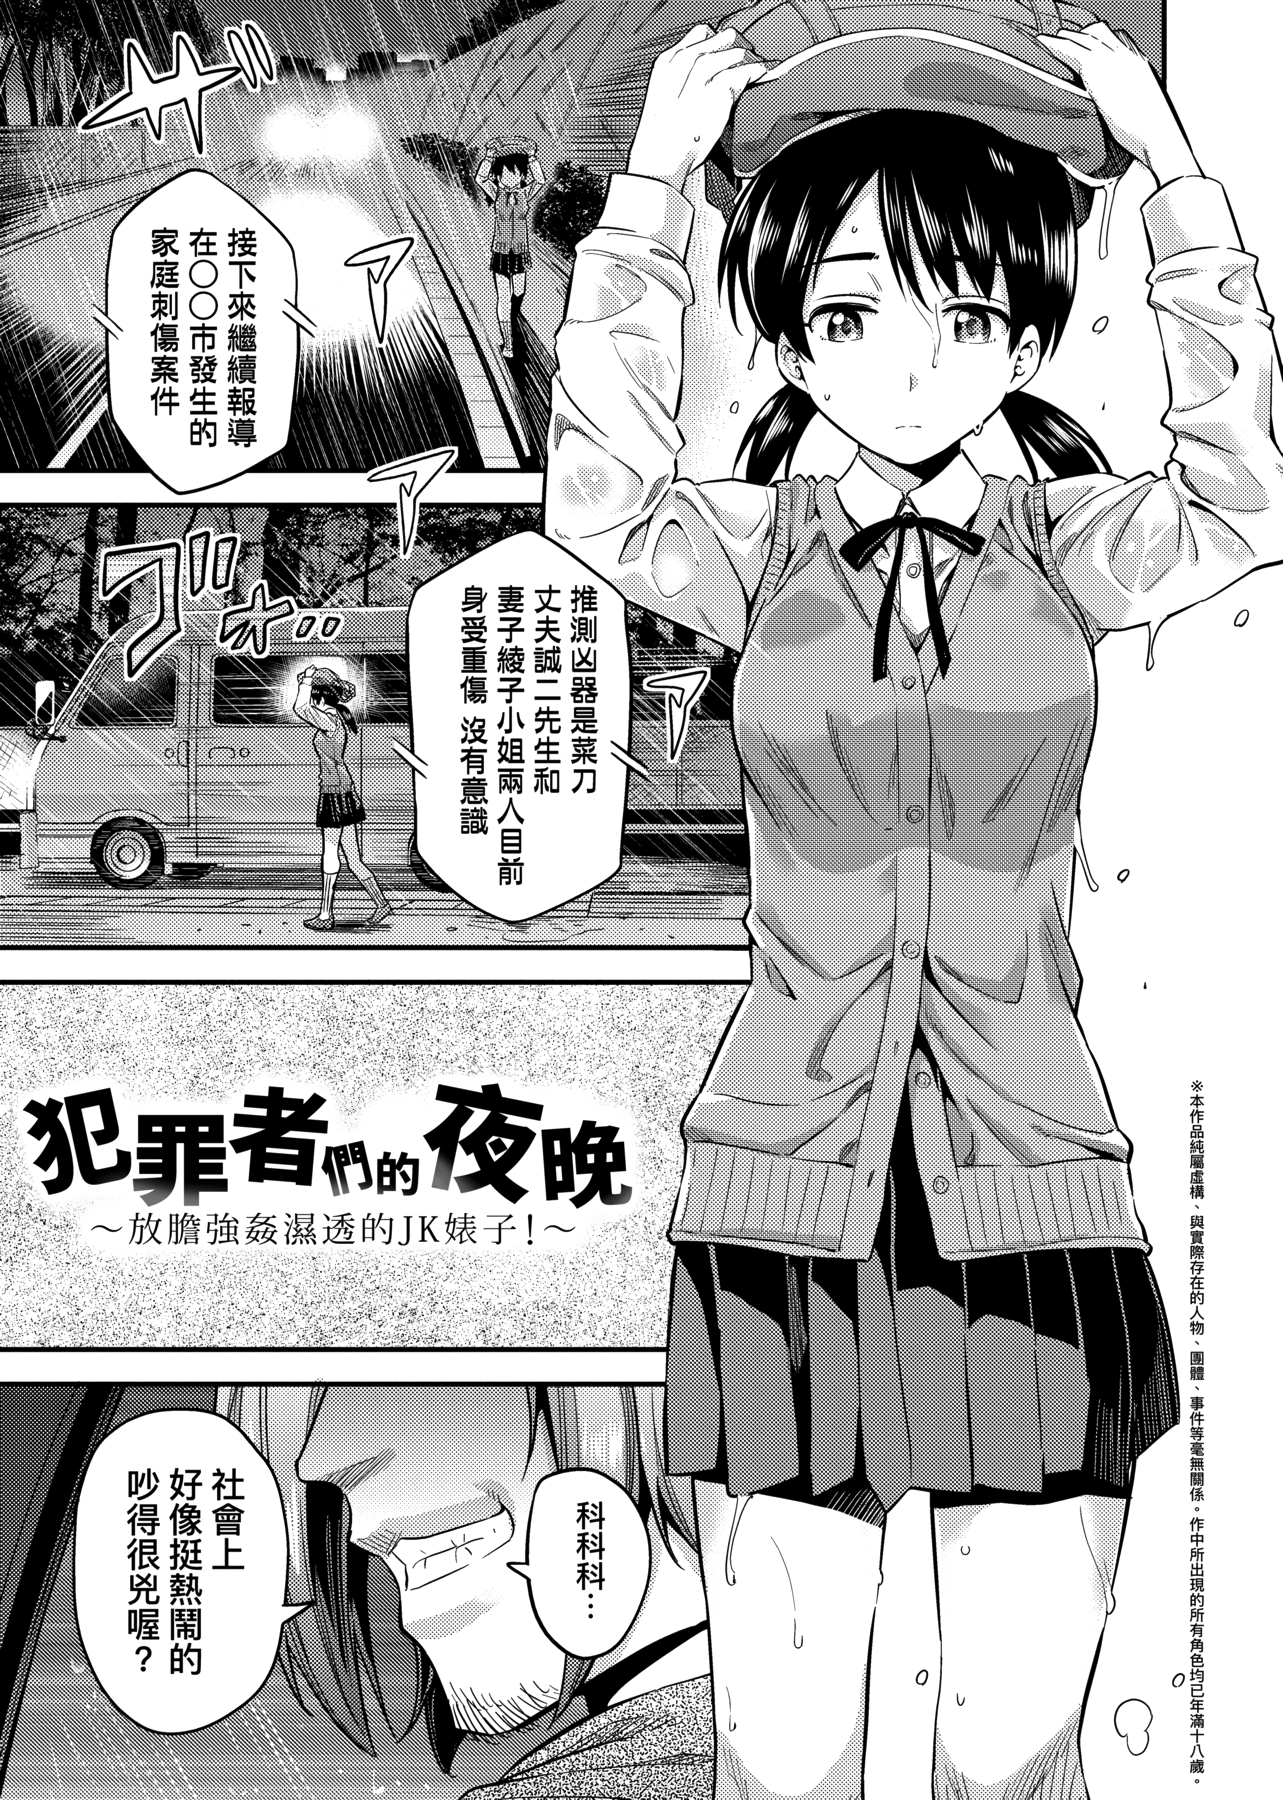 ザザ
接下來繼續報導
在〇〇市發生的
家庭刺傷案件
推測凶器是菜刀
丈夫誠二先生和
妻子綾子小姐兩人目前
身受重傷 沒有意識
犯罪者們的夜晚
～放膽強姦濕透的JK婊子！～
科科科…
社會上
好像挺熱鬧的
吵得很兇喔？
※本作品純屬虛構、與實際存在的人物、團體、事件等毫無關係。作中所出現的所有角色均已年滿十八歲。